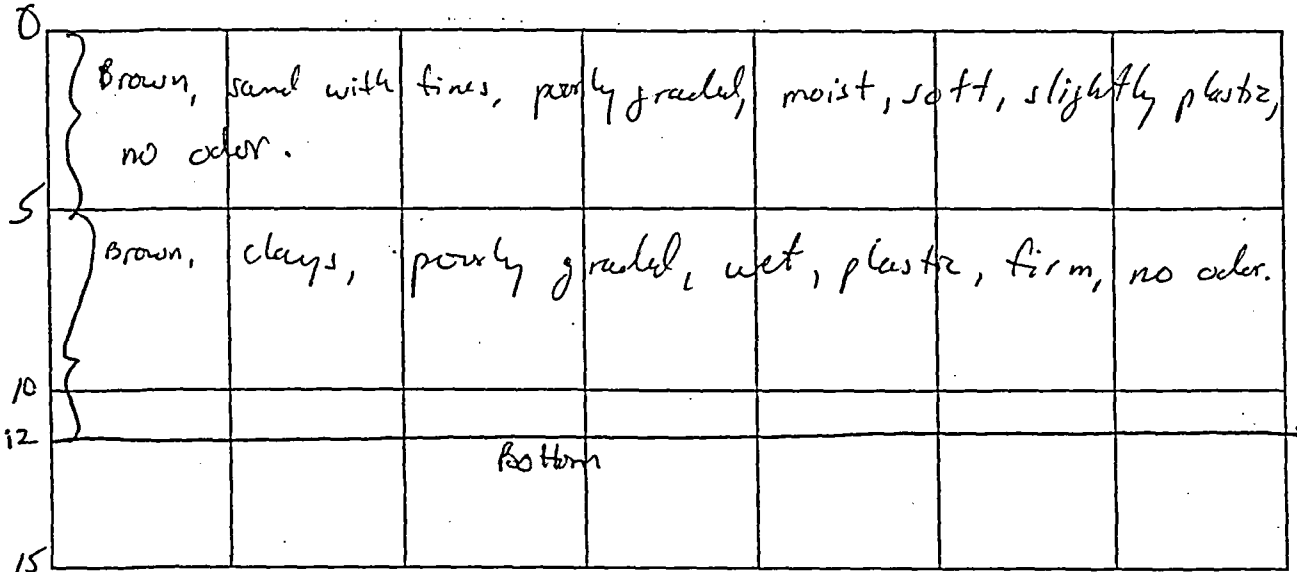 0
Brown, sand with fines, poorly graded, moist, soft, slightly plastic,
no odor.
5
Brown, clays, poorly graded, wet, plastic, firm, no odor.
10
12
Bottom
15